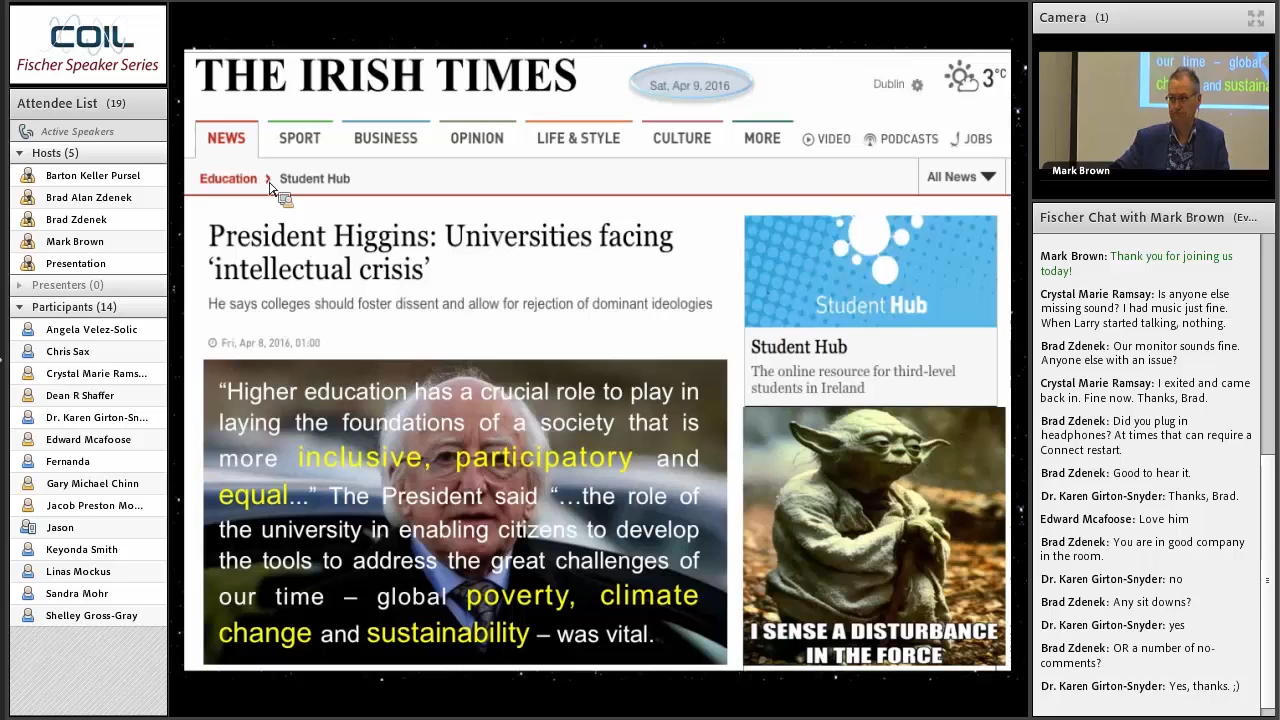 COIL
Fischer Speaker Series
Attendee List (19)
Active Speakers
Hosts (5)
Barton Keller Pursel
Brad Alan Zdenek
Brad Zdenek
Mark Brown
Presentation
Presenters (0)
Participants (14)
Angela Velez-Solic
Chris Sax
Crystal Marie Rams...
Dean R Shaffer
Dr. Karen Girton-Sn...
Edward Mcafoose
Fernanda
Gary Michael Chinn
Jacob Preston Mo...
Jason
Keyonda Smith
Linas Mockus
Sandra Mohr
Shelley Gross-Gray
THE IRISH TIMES
Sat, Apr 9, 2016
Dublin
3°C
NEWS SPORT BUSINESS OPINION LIFE & STYLE CULTURE MORE VIDEO PODCASTS JOBS
Education Student Hub
All News
President Higgins: Universities facing
‘intellectual crisis’
He says colleges should foster dissent and allow for rejection of dominant ideologies
Fri, Apr 8, 2016, 01:00
“Higher education has a crucial role to play in
laying the foundations of a society that is
more inclusive, participatory and
equal...” The President said “…the role of
the university in enabling citizens to develop
the tools to address the great challenges of
our time – global poverty, climate
change and sustainability – was vital.
Student Hub
Student Hub
The online resource for third-level
students in Ireland
I SENSE A DISTURBANCE
IN THE FORCE
Camera (1)
our time – global
and sustain
Mark Brown
Fischer Chat with Mark Brown (Ev...
Mark Brown: Thank you for joining us
today!
Crystal Marie Ramsay: Is anyone else
missing sound? I had music just fine.
When Larry started talking, nothing.
Brad Zdenek: Our monitor sounds fine.
Anyone else with an issue?
Crystal Marie Ramsay: I exited and came
back in. Fine now. Thanks, Brad.
Brad Zdenek: Did you plug in
headphones? At times that can require a
Connect restart.
Brad Zdenek: Good to hear it.
Dr. Karen Girton-Snyder: Thanks, Brad.
Edward Mcafoose: Love him
Brad Zdenek: You are in good company
in the room.
Dr. Karen Girton-Snyder: no
Brad Zdenek: Any sit downs?
Dr. Karen Girton-Snyder: yes
Brad Zdenek: OR a number of no-
comments?
Dr. Karen Girton-Snyder: Yes, thanks. ;)